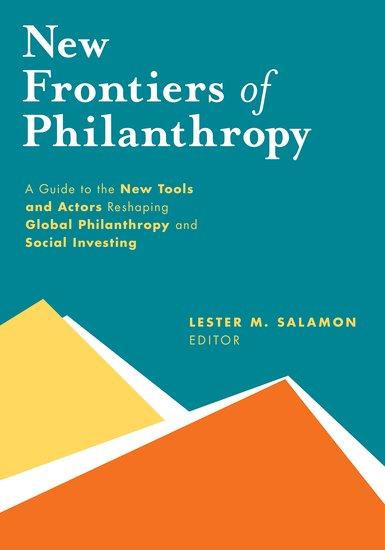 New
Frontiers of
Philanthropy
A Guide to the New Tools
and Actors Reshaping
Global Philanthropy and
Social Investing
LESTER M. SALAMON
EDITOR